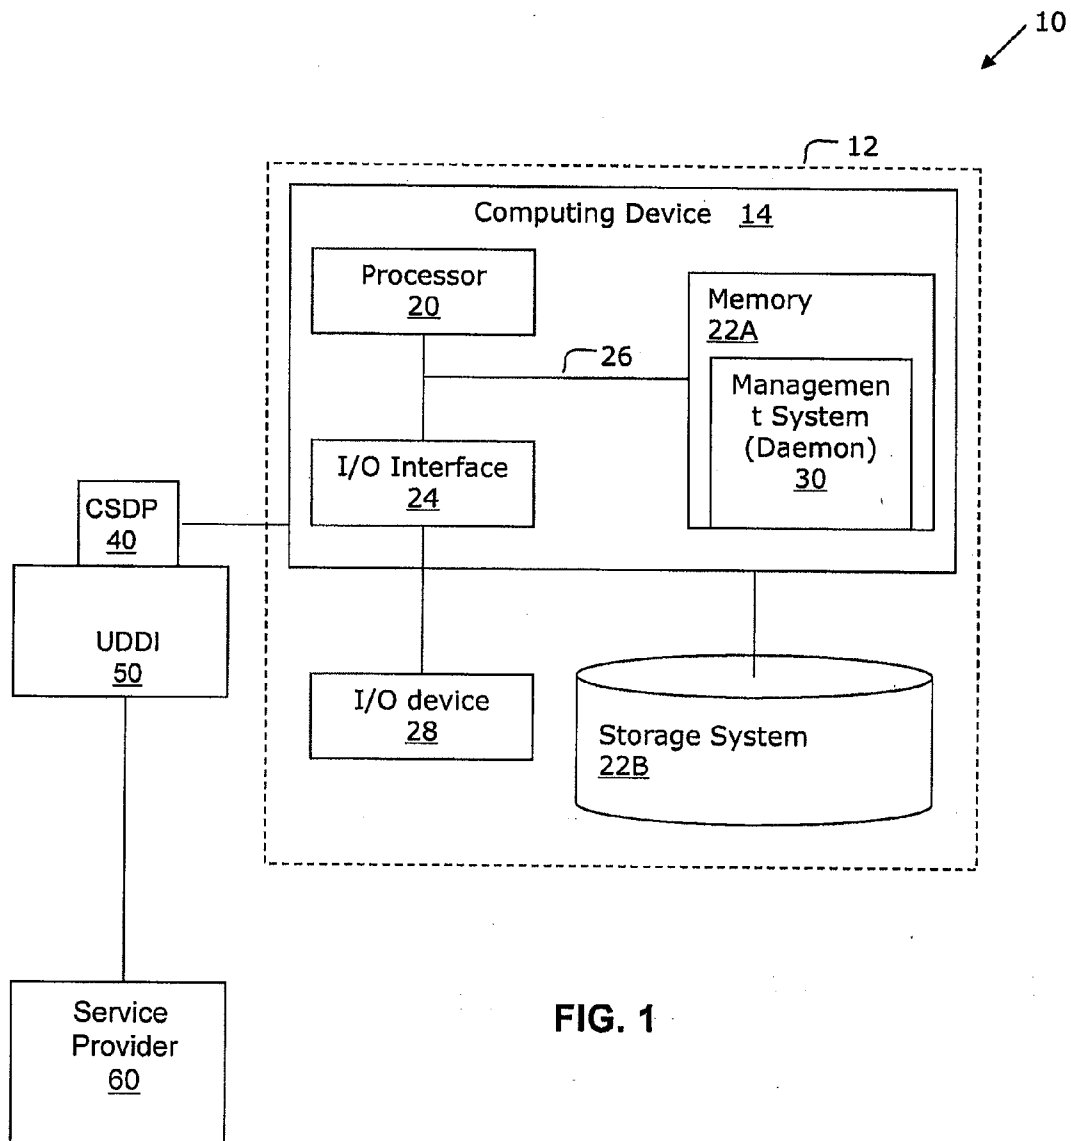 10
12
Computing Device 14
Processor
20
Memory
22A
26
Managemen
t System
(Daemon)
30
I/O Interface
24
CSDP
40
UDDI
50
I/O device
28
Storage System
22B
Service
Provider
60
FIG. 1